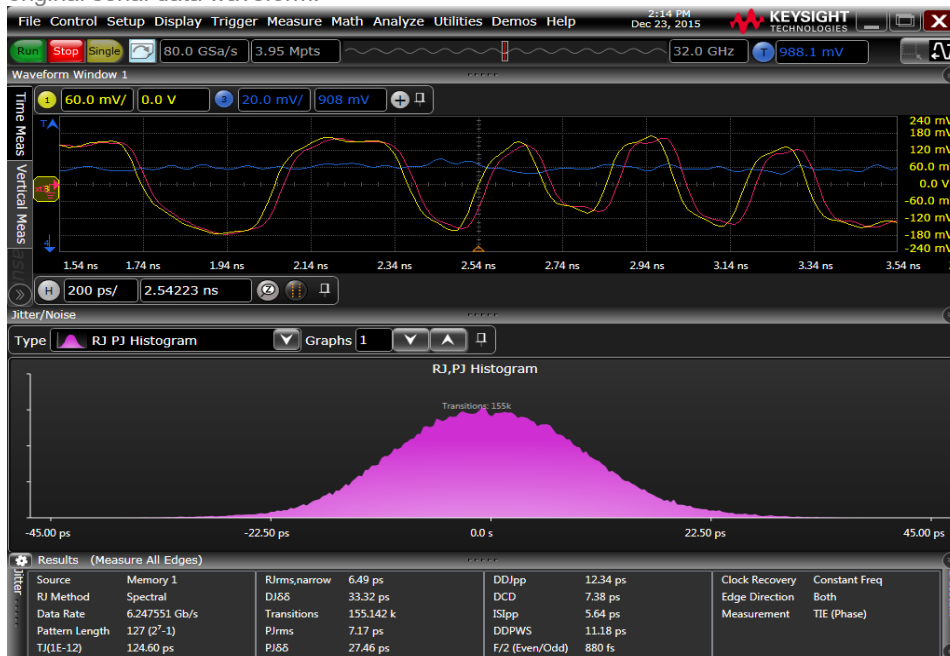 original serial data waveform.
File Control Setup Display Trigger Measure Math Analyze Utilities Demos Help 2:14 PM Dec 23, 2015 KEYSIGHT TECHNOLOGIES
Run Stop Single 80.0 GSa/s 3.95 Mpts 32.0 GHz T 988.1 mV
Waveform Window 1
Time Meas
Vertical Meas
1 60.0 mV/ 0.0 V 3 20.0 mV/ 908 mV
240 mV
180 mV
120 mV
60.0 m
0.0 V
-60.0 m
-120 mV
-180 mV
-240 mV
1.54 ns 1.74 ns 1.94 ns 2.14 ns 2.34 ns 2.54 ns 2.74 ns 2.94 ns 3.14 ns 3.34 ns 3.54 ns
H 200 ps/ 2.54223 ns
Jitter/Noise
Type RJ PJ Histogram Graphs 1
RJ,PJ Histogram
Transitions: 155k
-45.00 ps -22.50 ps 0.0 s 22.50 ps 45.00 ps
Results (Measure All Edges)
Jitter
Source Memory 1 RJrms,narrow 6.49 ps DDJpp 12.34 ps Clock Recovery Constant Freq
RJ Method Spectral DJδδ 33.32 ps DCD 7.38 ps Edge Direction Both
Data Rate 6.247551 Gb/s Transitions 155.142 k ISIpp 5.64 ps Measurement TIE (Phase)
Pattern Length 127 (2⁷-1) PJrms 7.17 ps DDPWS 11.18 ps
TJ(1E-12) 124.60 ps PJδδ 27.46 ps F/2 (Even/Odd) 880 fs